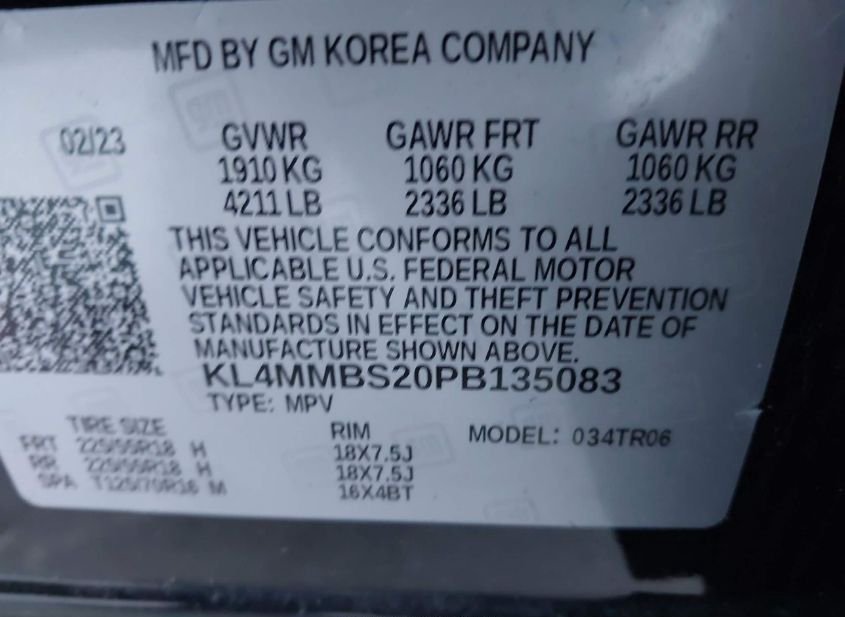 MFD BY GM KOREA COMPANY
02/23 GVWR GAWR FRT GAWR RR
1910 KG 1060 KG 1060 KG
4211 LB 2336 LB 2336 LB
THIS VEHICLE CONFORMS TO ALL
APPLICABLE U.S. FEDERAL MOTOR
VEHICLE SAFETY AND THEFT PREVENTION
STANDARDS IN EFFECT ON THE DATE OF
MANUFACTURE SHOWN ABOVE.
KL4MMBS20PB135083
TYPE: MPV
TIRE SIZE RIM MODEL: 034TR06
FRT 225/55R18 H 18X7.5J
RR 225/55R18 H 18X7.5J
SPA T125/70R16 M 16X4BT